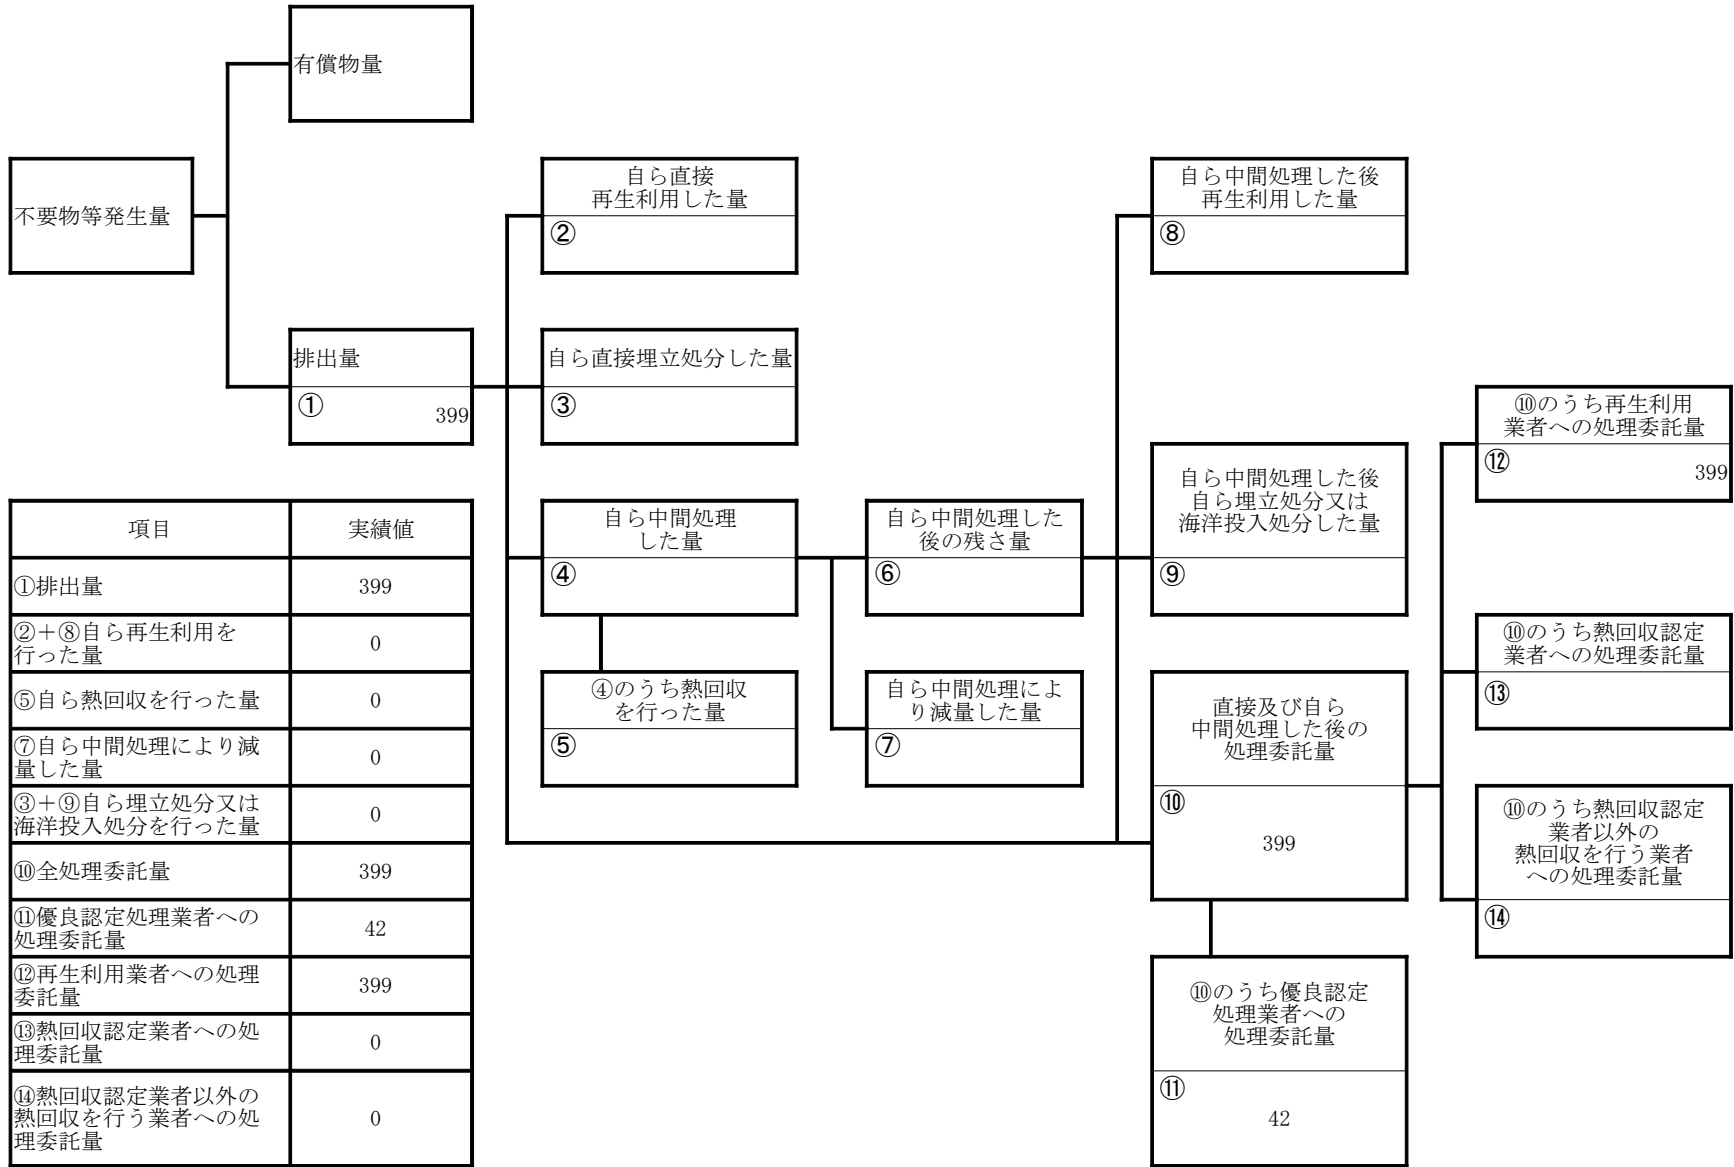 有償物量
不要物等発生量
自ら直接
再生利用した量
②
自ら中間処理した後
再生利用した量
⑧
排出量
①
399
自ら直接埋立処分した量
③
⑩のうち再生利用
業者への処理委託量
⑫
399
自ら中間処理
した量
④
自ら中間処理した
後の残さ量
⑥
自ら中間処理した後
自ら埋立処分又は
海洋投入処分した量
⑨
⑩のうち熱回収認定
業者への処理委託量
⑬
④のうち熱回収
を行った量
⑤
自ら中間処理によ
り減量した量
⑦
直接及び自ら
中間処理した後の
処理委託量
⑩
399
⑩のうち熱回収認定
業者以外の
熱回収を行う業者
への処理委託量
⑭
⑩のうち優良認定
処理業者への
処理委託量
⑪
42
項目 実績値
①排出量 399
②＋⑧自ら再生利用を
行った量 0
⑤自ら熱回収を行った量 0
⑦自ら中間処理により減
量した量 0
③＋⑨自ら埋立処分又は
海洋投入処分を行った量 0
⑩全処理委託量 399
⑪優良認定処理業者への
処理委託量 42
⑫再生利用業者への処理
委託量 399
⑬熱回収認定業者への処
理委託量 0
⑭熱回収認定業者以外の
熱回収を行う業者への処
理委託量 0